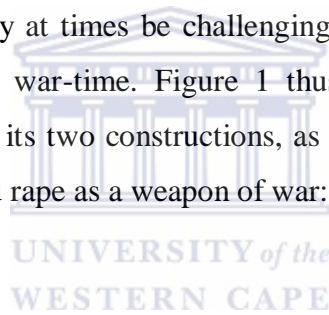 y at times be challenging
war-time. Figure 1 thu
its two constructions, as
rape as a weapon of war:
UNIVERSITY of the
WESTERN CAPE